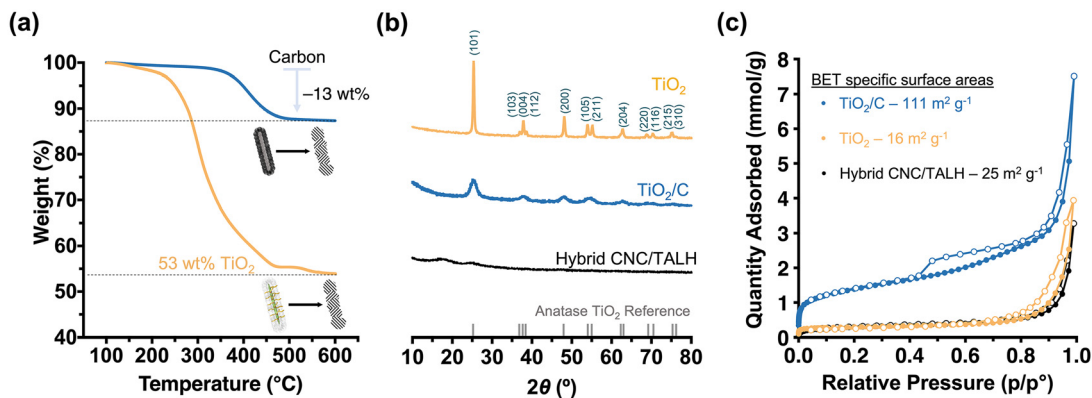 (a)
100
90
80
70
60
50
40
Weight (%)
100
200
300
400
500
600
Temperature (°C)
Carbon
–13 wt%
53 wt% TiO₂
(b)
(101)
(103)
(004)
(112)
(200)
(105)
(211)
(204)
(220)
(116)
(215)
(310)
TiO₂
TiO₂/C
Hybrid CNC/TALH
Anatase TiO₂ Reference
10
20
30
40
50
60
70
80
2θ (º)
(c)
8
7
6
5
4
3
2
1
0
Quantity Adsorbed (mmol/g)
BET specific surface areas
TiO₂/C – 111 m² g⁻¹
TiO₂ – 16 m² g⁻¹
Hybrid CNC/TALH – 25 m² g⁻¹
0.0
0.2
0.4
0.6
0.8
1.0
Relative Pressure (p/p°)